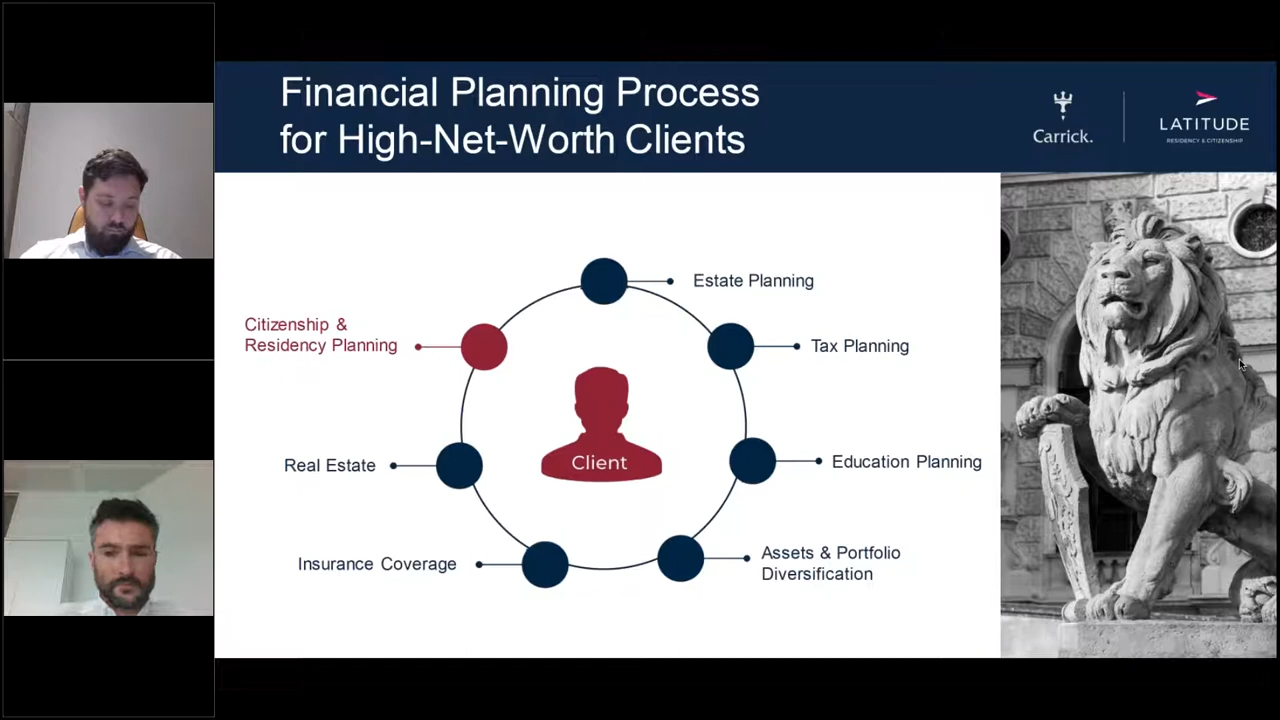 Financial Planning Process
for High-Net-Worth Clients
Carrick.
LATITUDE
RESIDENCY & CITIZENSHIP
Estate Planning
Citizenship &
Residency Planning
Tax Planning
Client
Real Estate
Education Planning
Insurance Coverage
Assets & Portfolio
Diversification